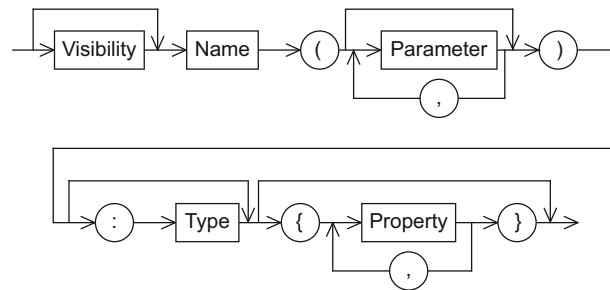 Visibility Name ( Parameter )
,
: Type { Property }
,